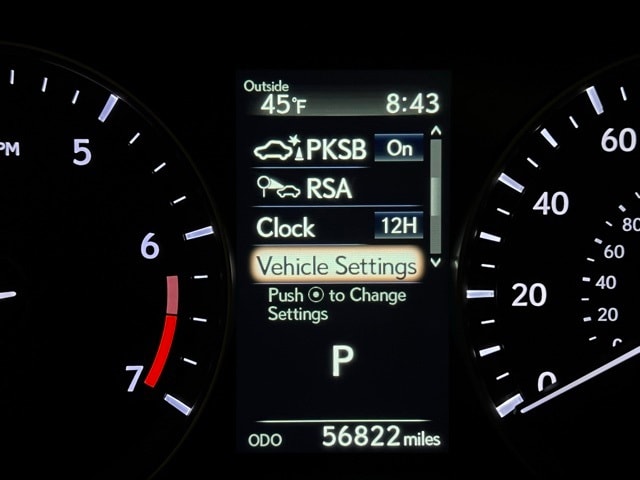 Outside
45°F 8:43
PKSB On
RSA
Clock 12H
Vehicle Settings
Push ⊙ to Change
Settings
P
ODO 56822 miles
PM
5
6
7
60
40
20
0
80
60
40
20
0